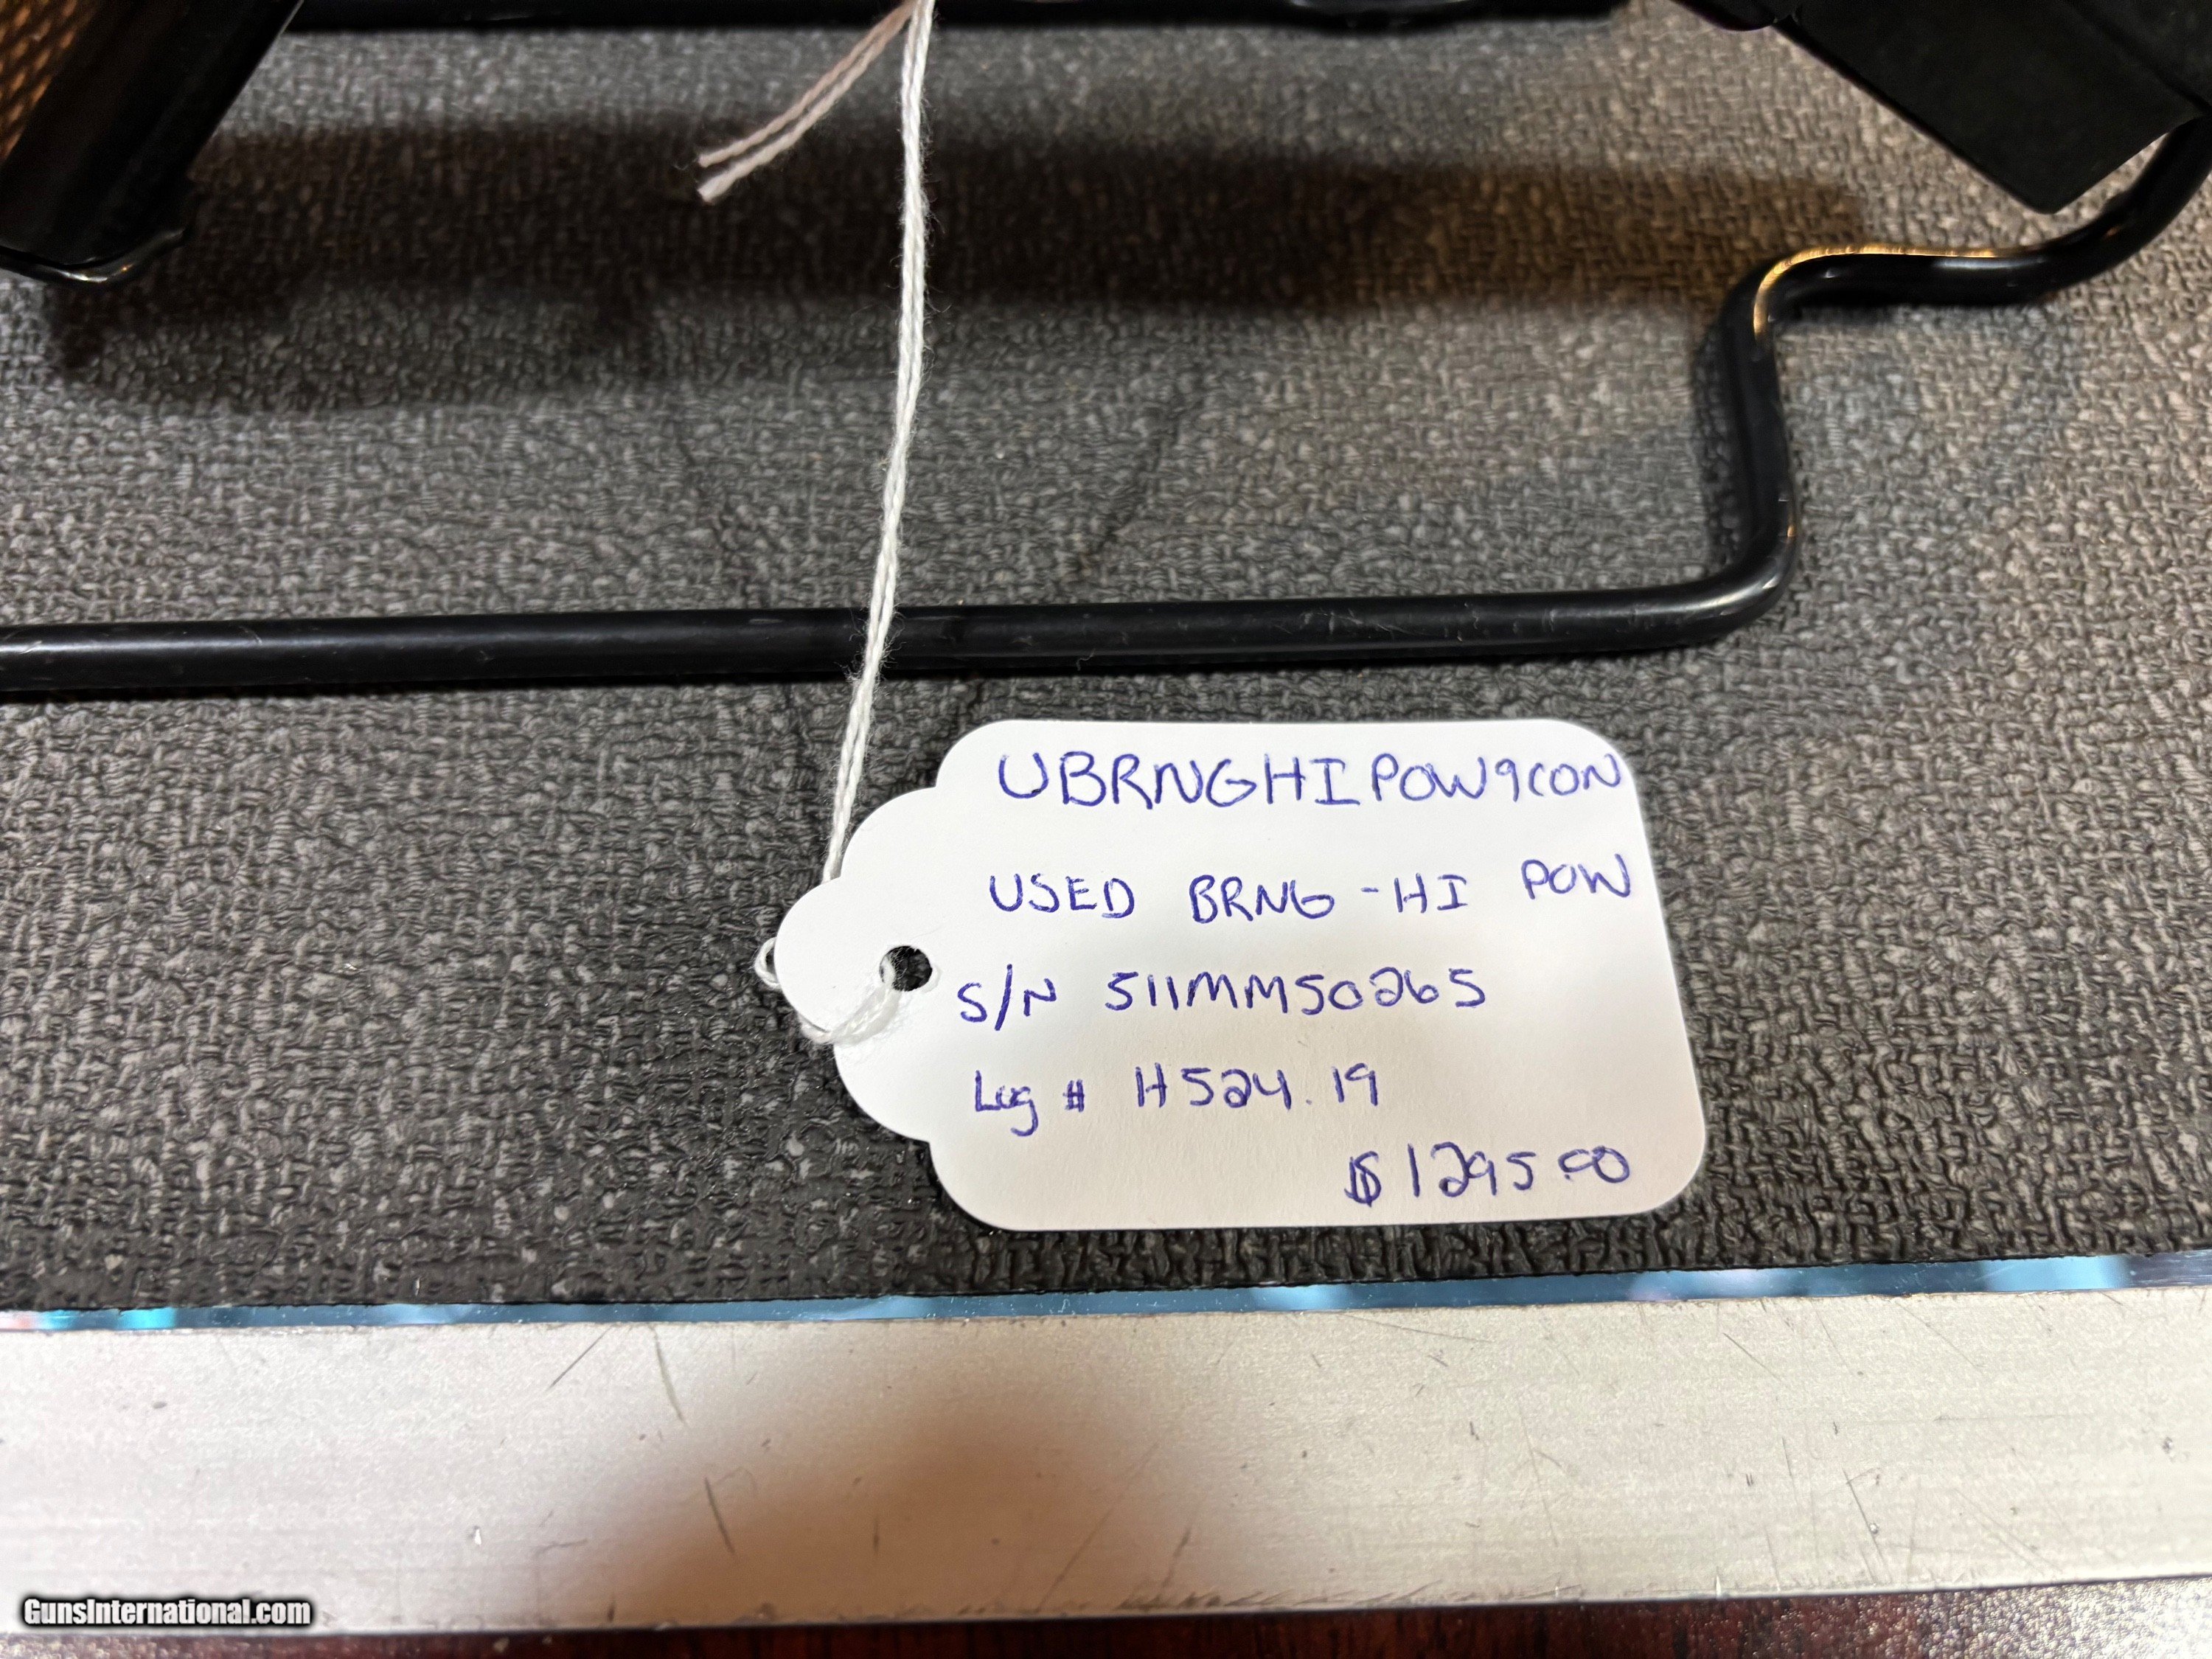 UBRNGHIPOW9CON
USED BRNG-HI POW
S/N 511MM50265
Log # H524.19
$1295.00
GunsInternational.com